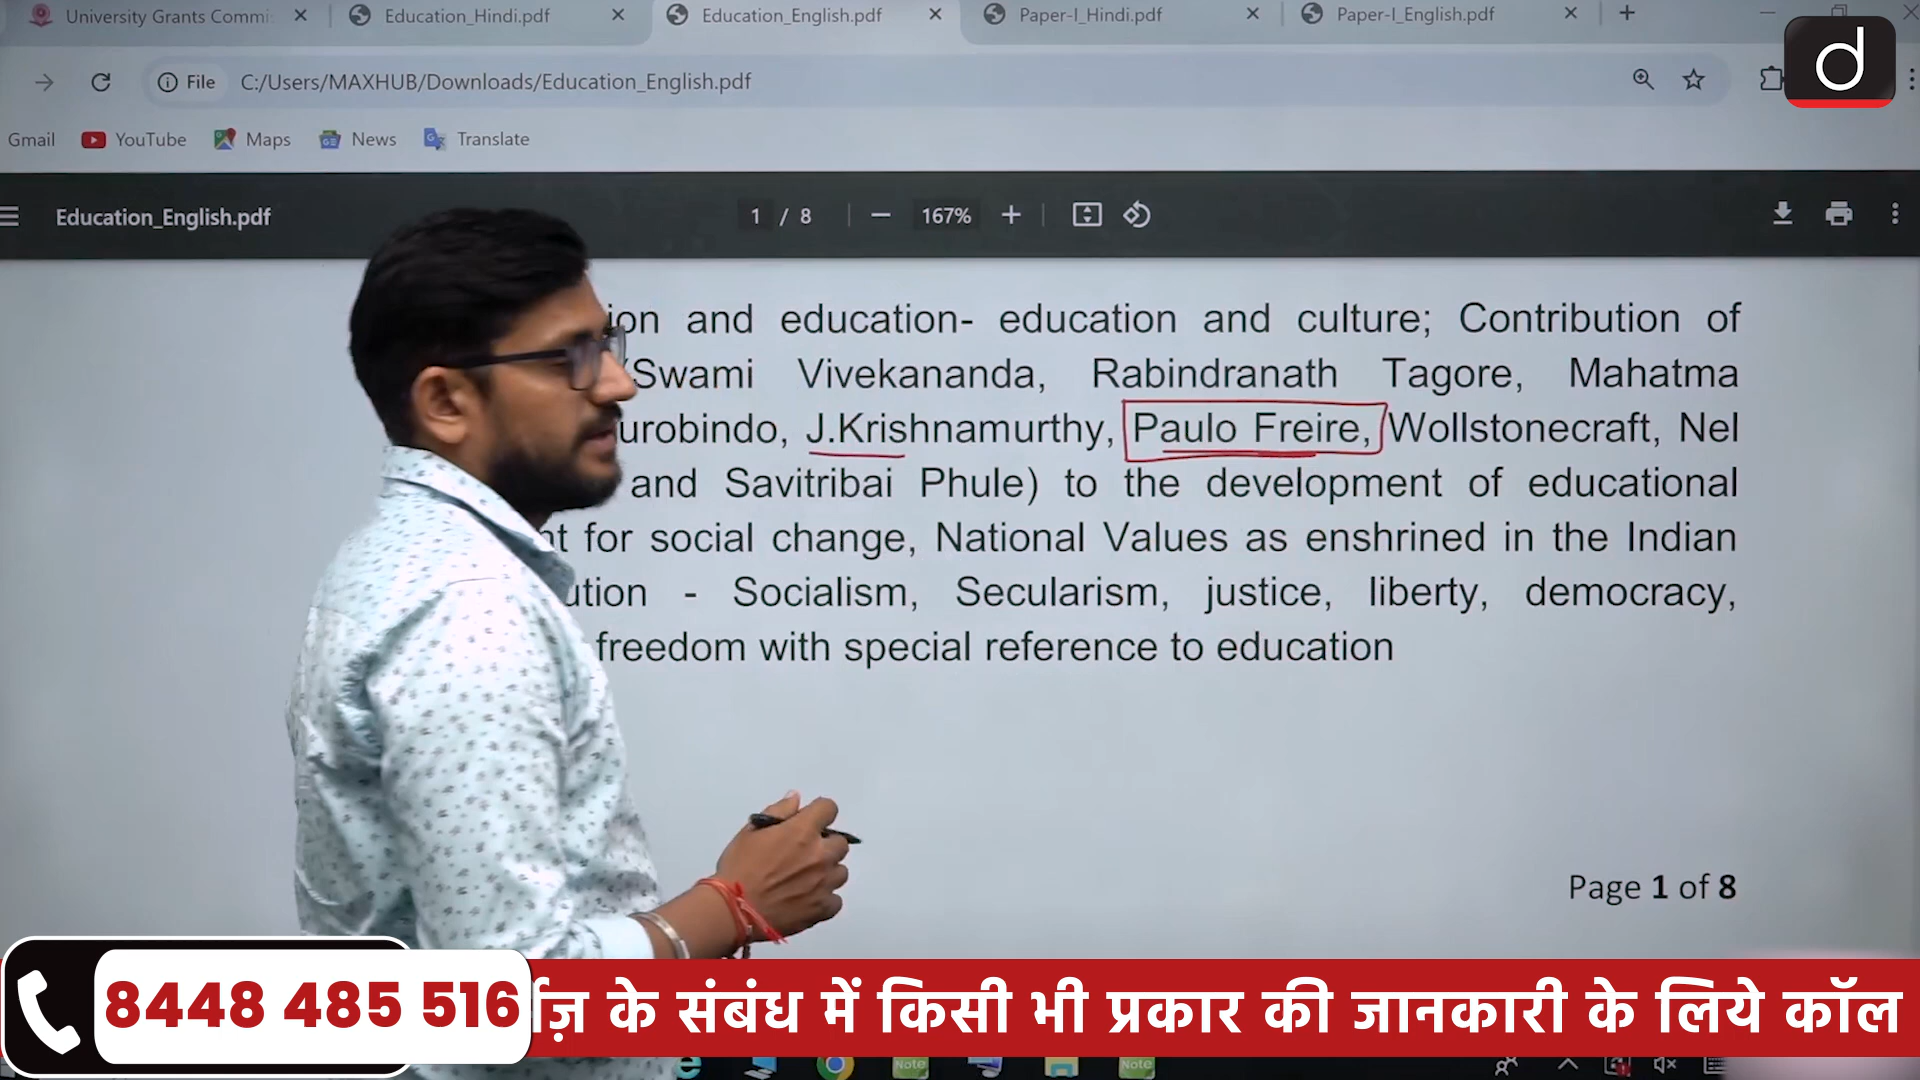 University Grants Commi
Education_Hindi.pdf
Education_English.pdf
Paper-I_Hindi.pdf
Paper-I_English.pdf
d
File
C:/Users/MAXHUB/Downloads/Education_English.pdf
Gmail
YouTube
Maps
News
Translate
Education_English.pdf
1 / 8
167%
ion and education- education and culture; Contribution of
(Swami Vivekananda, Rabindranath Tagore, Mahatma
urobindo, J.Krishnamurthy, Paulo Freire, Wollstonecraft, Nel
and Savitribai Phule) to the development of educational
nt for social change, National Values as enshrined in the Indian
ution - Socialism, Secularism, justice, liberty, democracy,
freedom with special reference to education
Page 1 of 8
8448 485 516
के संबंध में किसी भी प्रकार की जानकारी के लिये कॉल
Note
Note